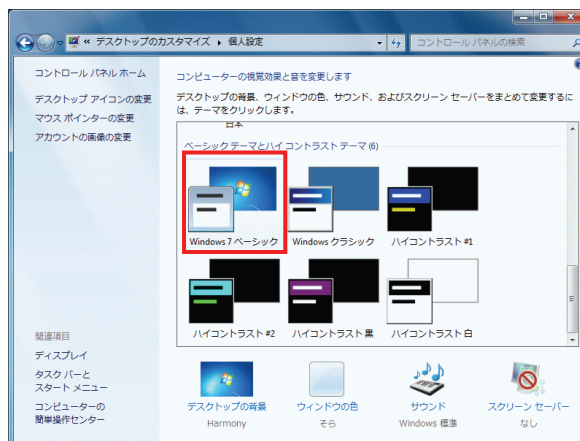 « デスクトップのカスタマイズ ▸ 個人設定
コントロール パネルの検索
コントロール パネル ホーム
デスクトップ アイコンの変更
マウス ポインターの変更
アカウントの画像の変更
コンピューターの視覚効果と音を変更します
デスクトップの背景、ウィンドウの色、サウンド、およびスクリーン セーバーをまとめて変更するに
は、テーマをクリックします。
日本
ベーシック テーマとハイ コントラスト テーマ (6)
Windows 7 ベーシック
Windows クラシック
ハイコントラスト #1
ハイコントラスト #2
ハイコントラスト 黒
ハイコントラスト 白
関連項目
ディスプレイ
タスク バーと
スタート メニュー
コンピューターの
簡単操作センター
デスクトップの背景
Harmony
ウィンドウの色
そら
サウンド
Windows 標準
スクリーン セーバー
なし